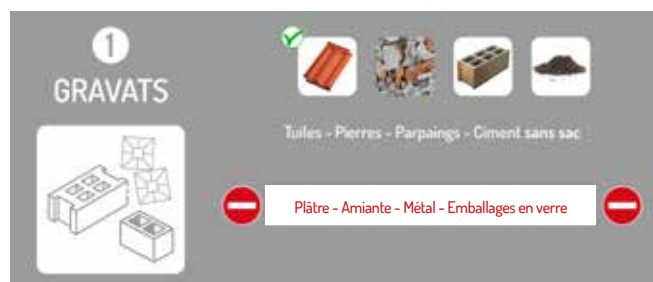 1
GRAVATS
Tuiles - Pierres - Parpaings - Ciment sans sac
Plâtre - Amiante - Métal - Emballages en verre